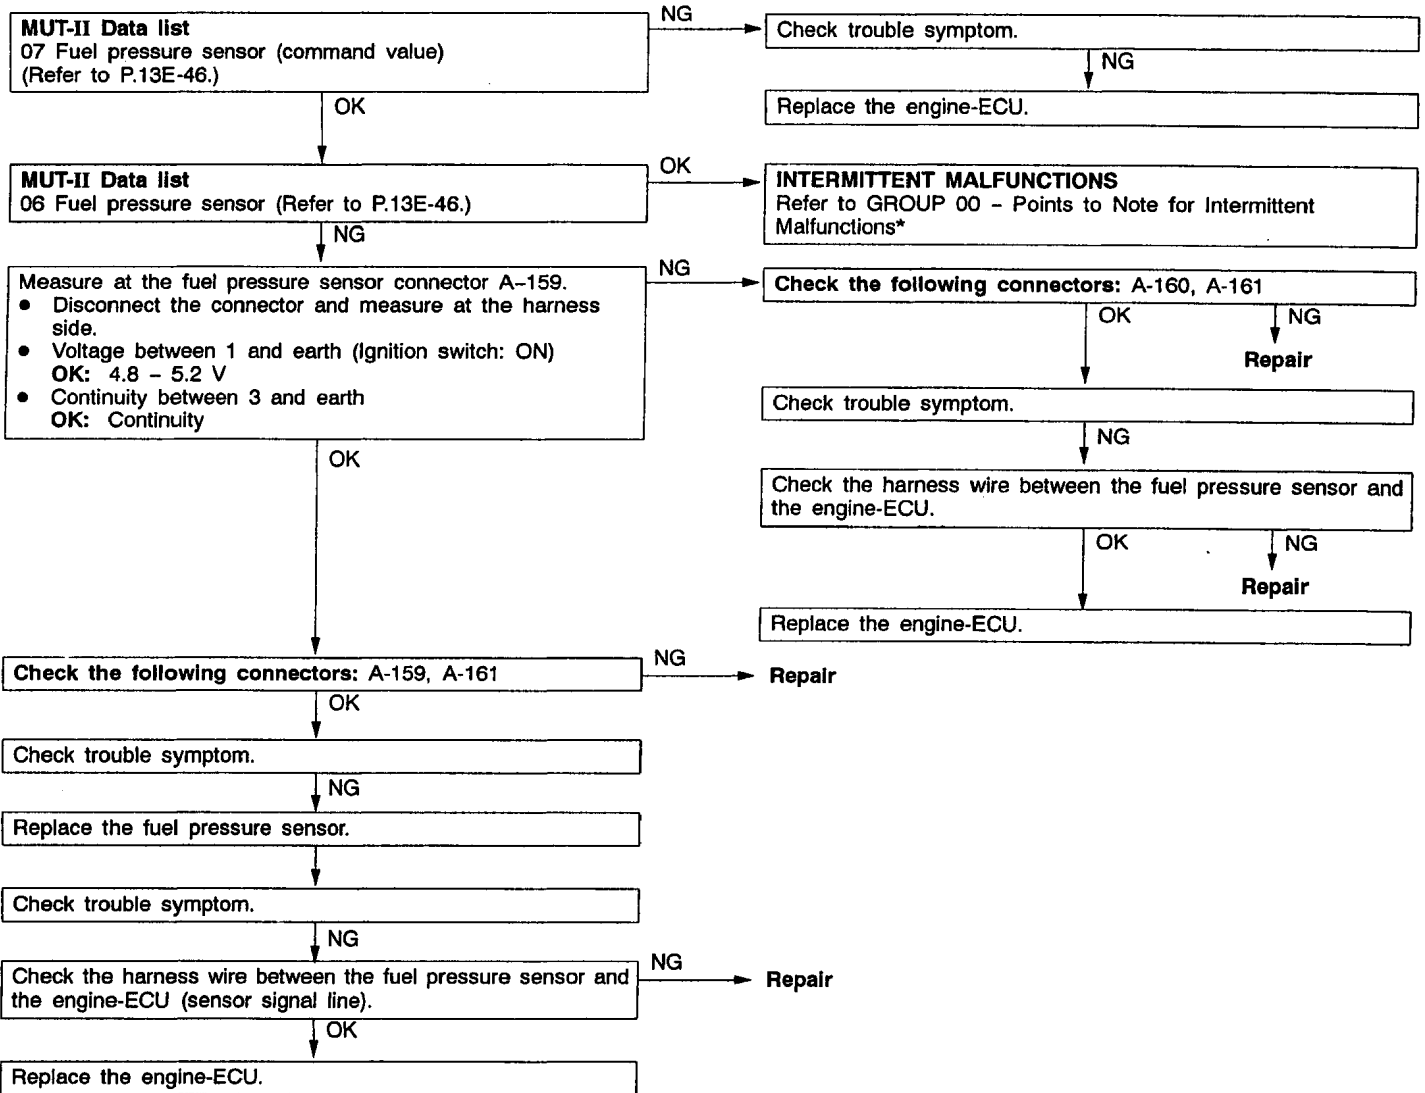 MUT-II Data list
07 Fuel pressure sensor (command value)
(Refer to P.13E-46.)
NG
Check trouble symptom.
NG
Replace the engine-ECU.
OK
MUT-II Data list
06 Fuel pressure sensor (Refer to P.13E-46.)
OK
INTERMITTENT MALFUNCTIONS
Refer to GROUP 00 – Points to Note for Intermittent
Malfunctions*
NG
Measure at the fuel pressure sensor connector A–159.
● Disconnect the connector and measure at the harness
side.
● Voltage between 1 and earth (Ignition switch: ON)
OK: 4.8 – 5.2 V
● Continuity between 3 and earth
OK: Continuity
NG
Check the following connectors: A-160, A-161
OK
NG
Repair
Check trouble symptom.
NG
Check the harness wire between the fuel pressure sensor and
the engine-ECU.
OK
NG
Repair
Replace the engine-ECU.
OK
Check the following connectors: A-159, A-161
NG
Repair
OK
Check trouble symptom.
NG
Replace the fuel pressure sensor.
Check trouble symptom.
NG
Check the harness wire between the fuel pressure sensor and
the engine-ECU (sensor signal line).
NG
Repair
OK
Replace the engine-ECU.